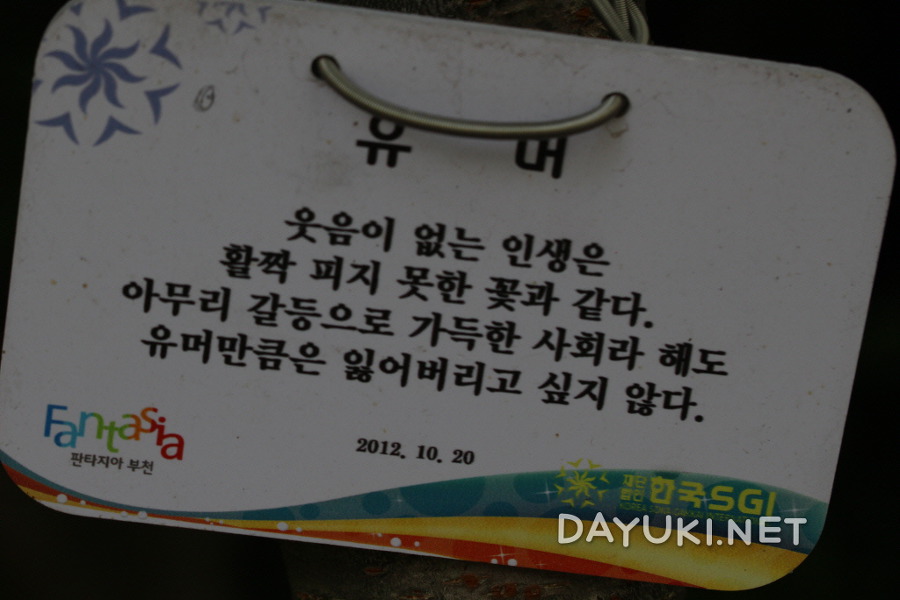 유 머
웃음이 없는 인생은
활짝 피지 못한 꽃과 같다.
아무리 갈등으로 가득한 사회라 해도
유머만큼은 잃어버리고 싶지 않다.
2012. 10. 20
Fantasia
판타지아 부천
재단
법인 한국SGI
DAYUKI.NET